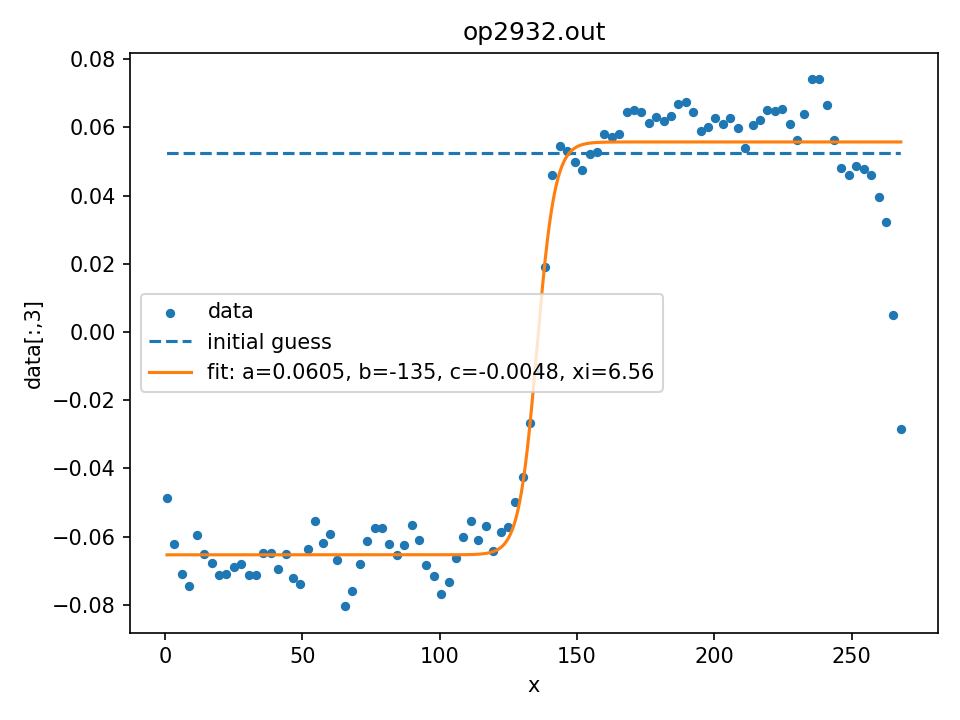 op2932.out
0.08
0.06
0.04
0.02
0.00
−0.02
−0.04
−0.06
−0.08
data[:,3]
data
initial guess
fit: a=0.0605, b=-135, c=-0.0048, xi=6.56
0 50 100 150 200 250
x